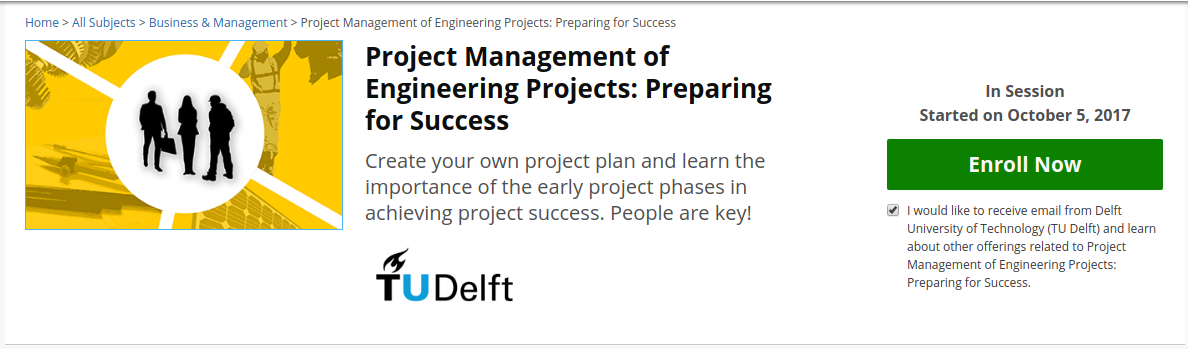 Home > All Subjects > Business & Management > Project Management of Engineering Projects: Preparing for Success
Project Management of
Engineering Projects: Preparing
for Success
Create your own project plan and learn the
importance of the early project phases in
achieving project success. People are key!
TUDelft
In Session
Started on October 5, 2017
Enroll Now
I would like to receive email from Delft
University of Technology (TU Delft) and learn
about other offerings related to Project
Management of Engineering Projects:
Preparing for Success.